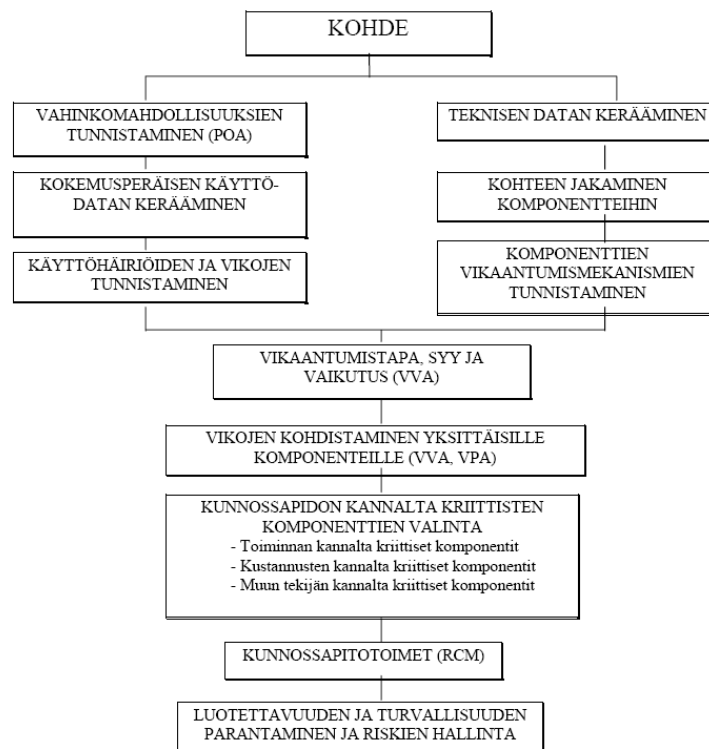 KOHDE
VAHINKOMAHDOLLISUUKSIEN
TUNNISTAMINEN (POA)
KOKEMUSPERÄISEN KÄYTTÖ-
DATAN KERÄÄMINEN
KÄYTTÖHÄIRIÖIDEN JA VIKOJEN
TUNNISTAMINEN
TEKNISEN DATAN KERÄÄMINEN
KOHTEEN JAKAMINEN
KOMPONENTTEIHIN
KOMPONENTTIEN
VIKAANTUMISMEKANISMIEN
TUNNISTAMINEN
VIKAANTUMISTAPA, SYY JA
VAIKUTUS (VVA)
VIKOJEN KOHDISTAMINEN YKSITTÄISILLE
KOMPONENTEILLE (VVA, VPA)
KUNNOSSAPIDON KANNALTA KRIITTISTEN
KOMPONENTTIEN VALINTA
- Toiminnan kannalta kriittiset komponentit
- Kustannusten kannalta kriittiset komponentit
- Muun tekijän kannalta kriittiset komponentit
KUNNOSSAPITOTOIMET (RCM)
LUOTETTAVUUDEN JA TURVALLISUUDEN
PARANTAMINEN JA RISKIEN HALLINTA